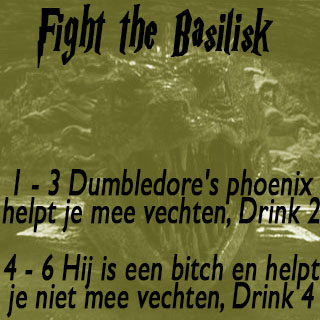 Fight the Basilisk
1 - 3 Dumbledore's phoenix
helpt je mee vechten, Drink 2
4 - 6 Hij is een bitch en helpt
je niet mee vechten, Drink 4